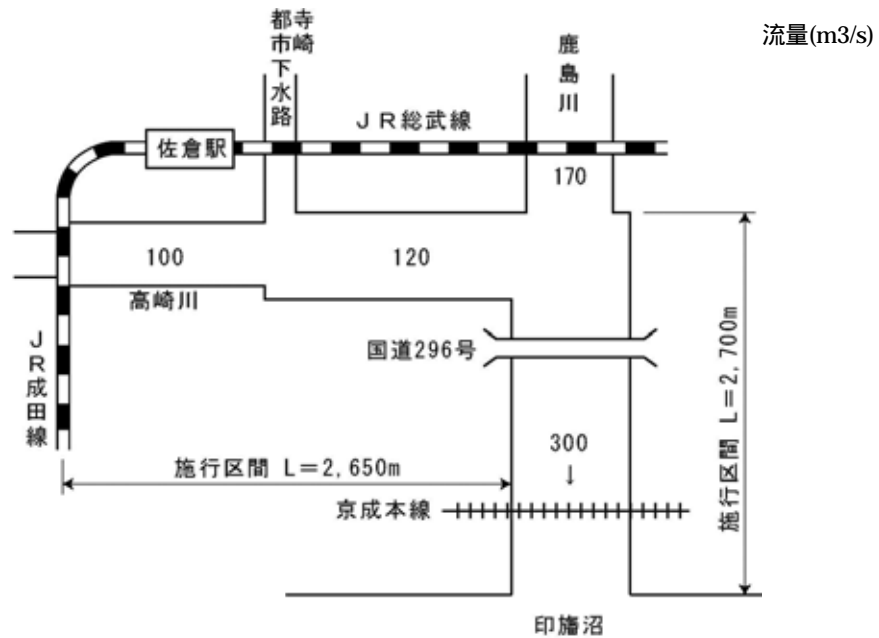 流量(m3/s)
寺崎
都市下水路
鹿島川
JR総武線
佐倉駅
170
100
120
高崎川
国道296号
JR成田線
施行区間 L=2,700m
300
↓
施行区間 L=2,650m
京成本線
印旛沼